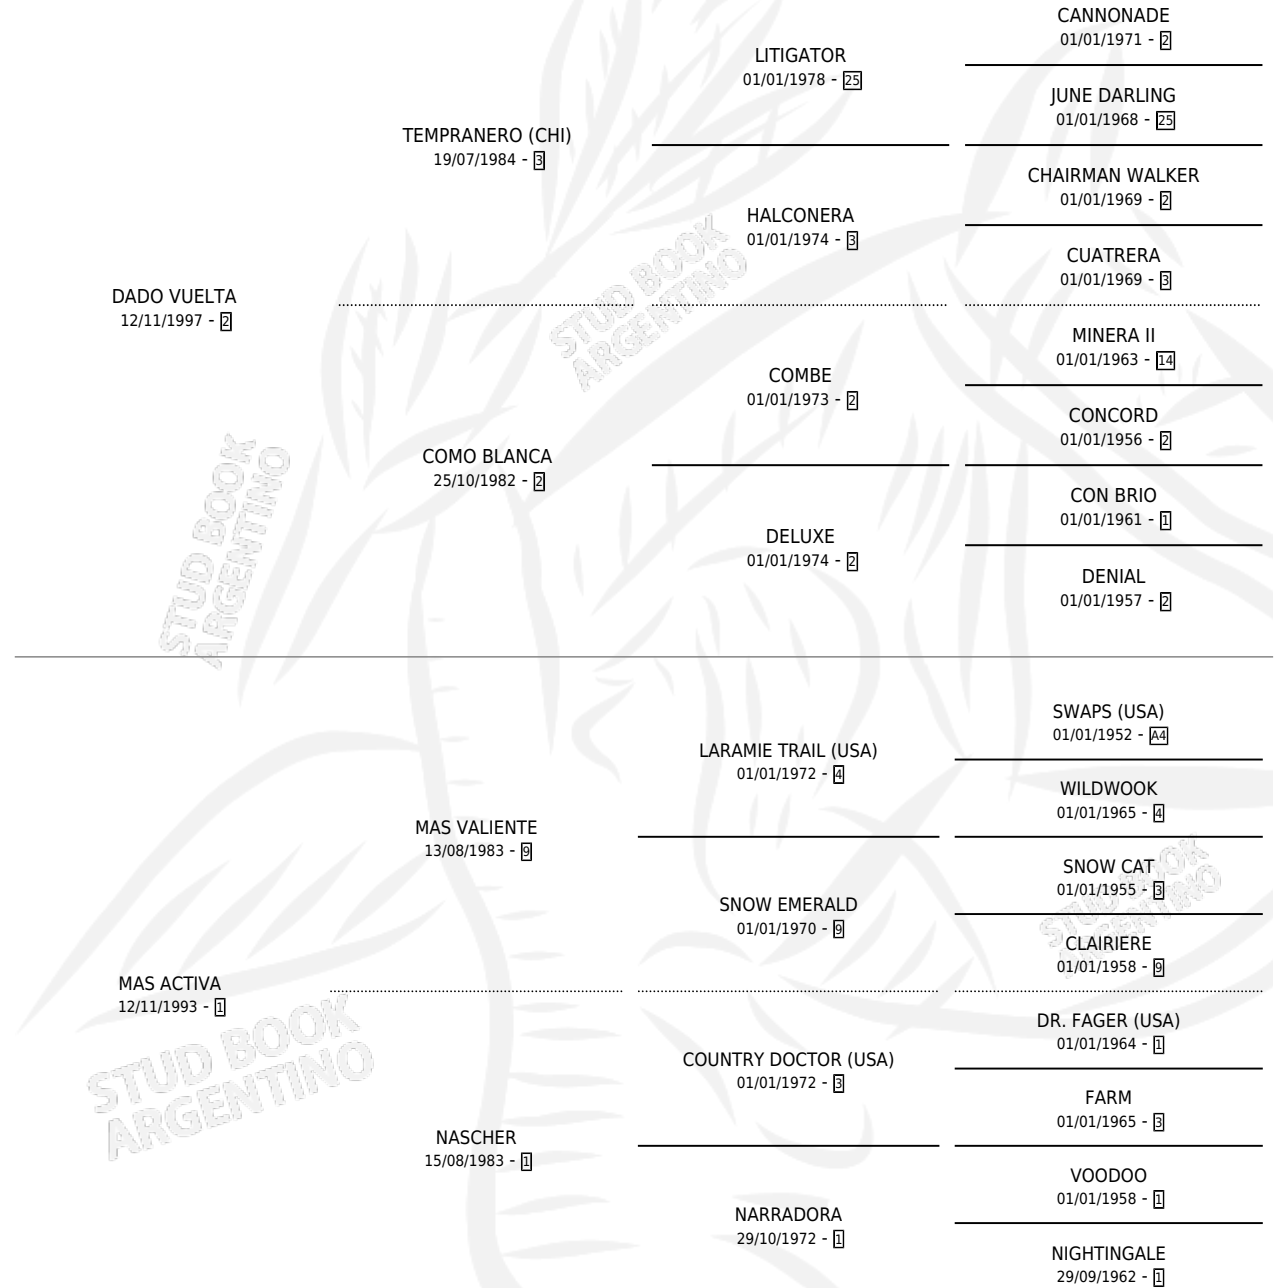 CANNONADE
01/01/1971 - 2
LITIGATOR
01/01/1978 - 25
JUNE DARLING
01/01/1968 - 25
TEMPRANERO (CHI)
19/07/1984 - 3
CHAIRMAN WALKER
01/01/1969 - 2
HALCONERA
01/01/1974 - 3
CUATRERA
01/01/1969 - 3
DADO VUELTA
12/11/1997 - 2
MINERA II
01/01/1963 - 14
COMBE
01/01/1973 - 2
CONCORD
01/01/1956 - 2
COMO BLANCA
25/10/1982 - 2
CON BRIO
01/01/1961 - 1
DELUXE
01/01/1974 - 2
DENIAL
01/01/1957 - 2
STUD BOOK
ARGENTINO
STUD BOOK
ARGENTINO
SWAPS (USA)
01/01/1952 - A4
LARAMIE TRAIL (USA)
01/01/1972 - 4
WILDWOOK
01/01/1965 - 4
MAS VALIENTE
13/08/1983 - 9
SNOW CAT
01/01/1955 - 3
SNOW EMERALD
01/01/1970 - 9
CLAIRIERE
01/01/1958 - 9
MAS ACTIVA
12/11/1993 - 1
DR. FAGER (USA)
01/01/1964 - 1
COUNTRY DOCTOR (USA)
01/01/1972 - 3
FARM
01/01/1965 - 3
NASCHER
15/08/1983 - 1
VOODOO
01/01/1958 - 1
NARRADORA
29/10/1972 - 1
NIGHTINGALE
29/09/1962 - 1
STUD BOOK
ARGENTINO
STUD BOOK
ARGENTINO